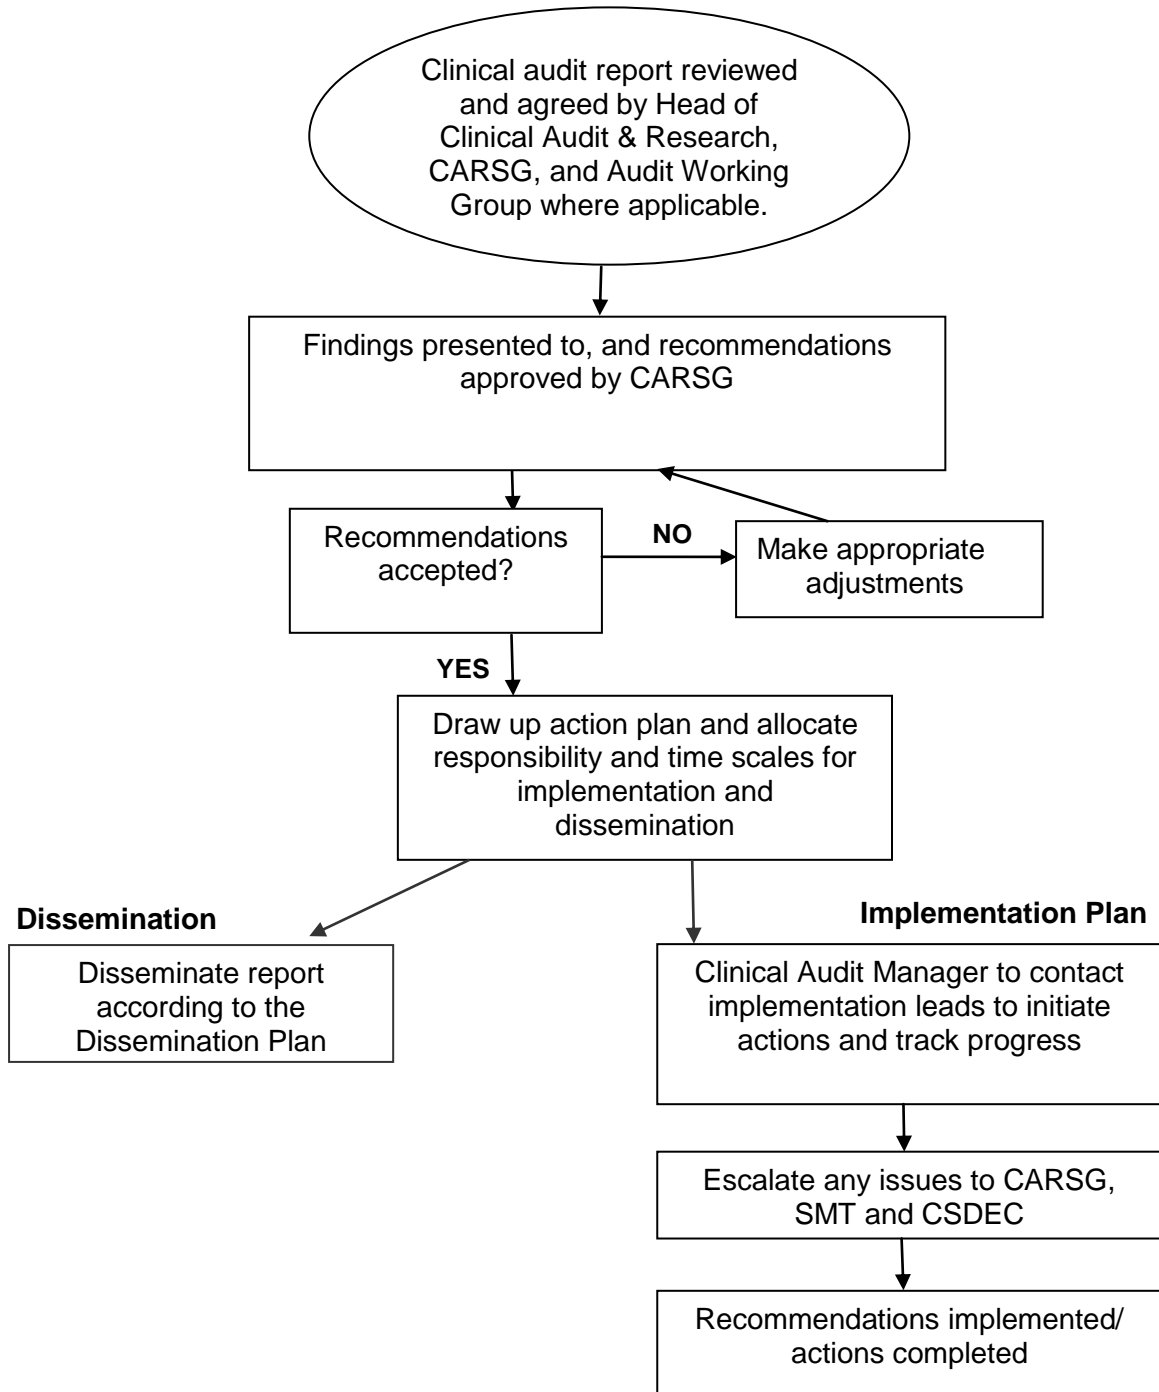 Clinical audit report reviewed
and agreed by Head of
Clinical Audit & Research,
CARSG, and Audit Working
Group where applicable.
Findings presented to, and recommendations
approved by CARSG
Recommendations
accepted?
NO
Make appropriate
adjustments
YES
Draw up action plan and allocate
responsibility and time scales for
implementation and
dissemination
Dissemination
Disseminate report
according to the
Dissemination Plan
Implementation Plan
Clinical Audit Manager to contact
implementation leads to initiate
actions and track progress
Escalate any issues to CARSG,
SMT and CSDEC
Recommendations implemented/
actions completed